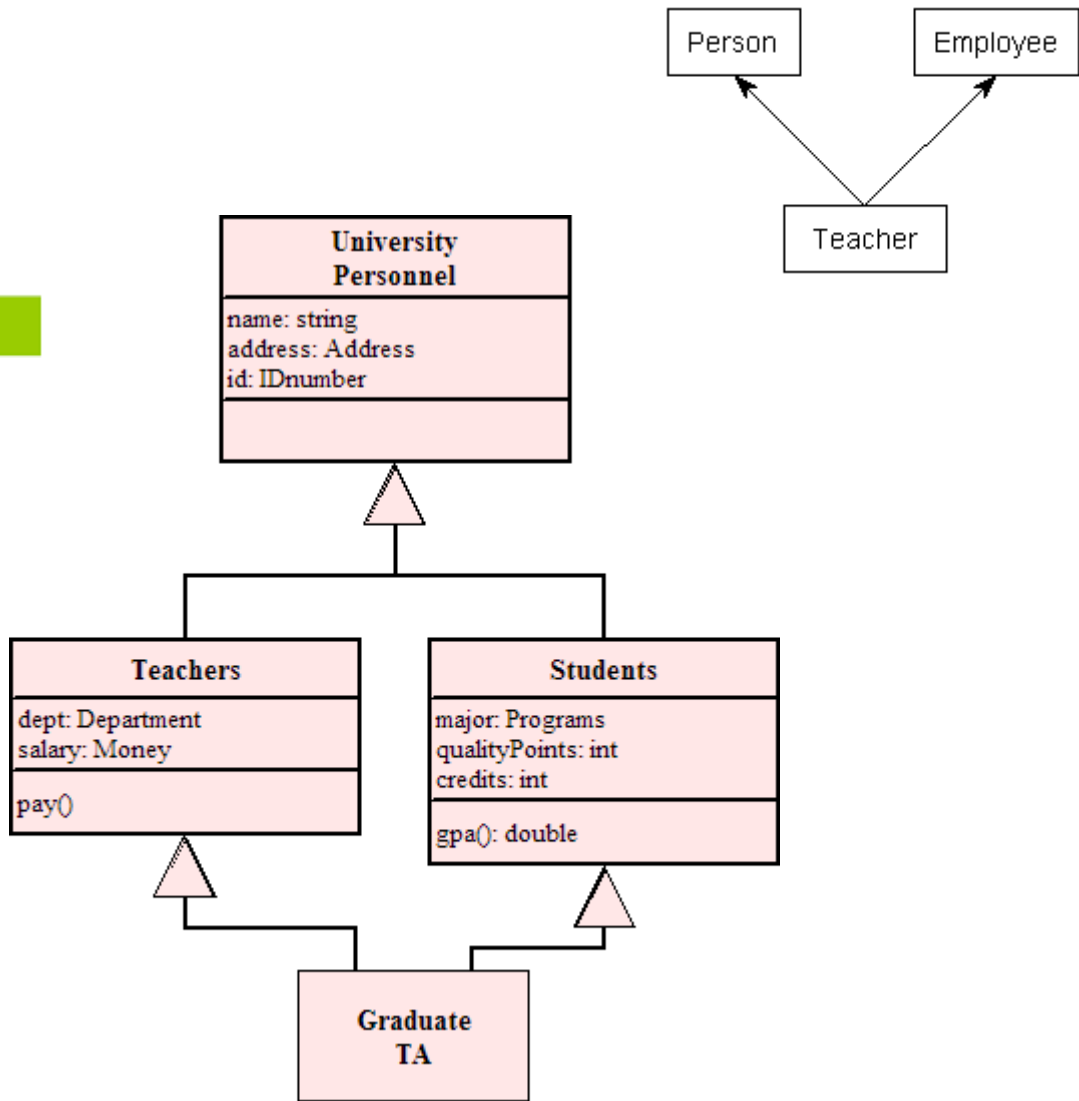 Person
Employee
Teacher
University
Personnel
name: string
address: Address
id: IDnumber
Teachers
dept: Department
salary: Money
pay()
Students
major: Programs
qualityPoints: int
credits: int
gpa(): double
Graduate
TA